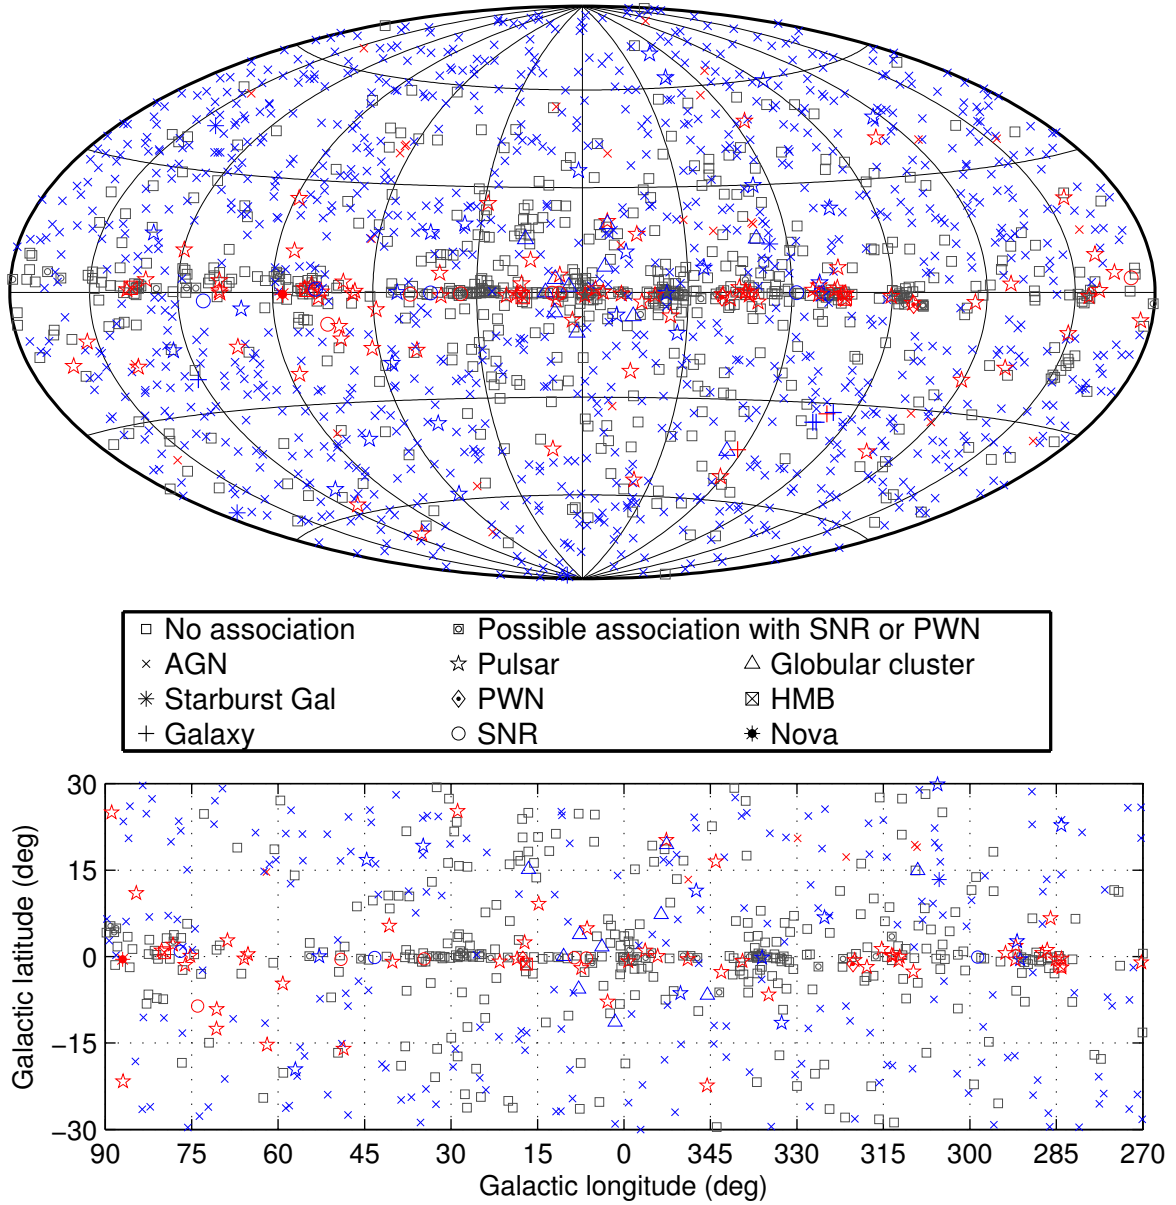 No association
Possible association with SNR or PWN
AGN
Pulsar
Globular cluster
Starburst Gal
PWN
HMB
Galaxy
SNR
Nova
30
15
0
−15
−30
Galactic latitude (deg)
90 75 60 45 30 15 0 345 330 315 300 285 270
Galactic longitude (deg)